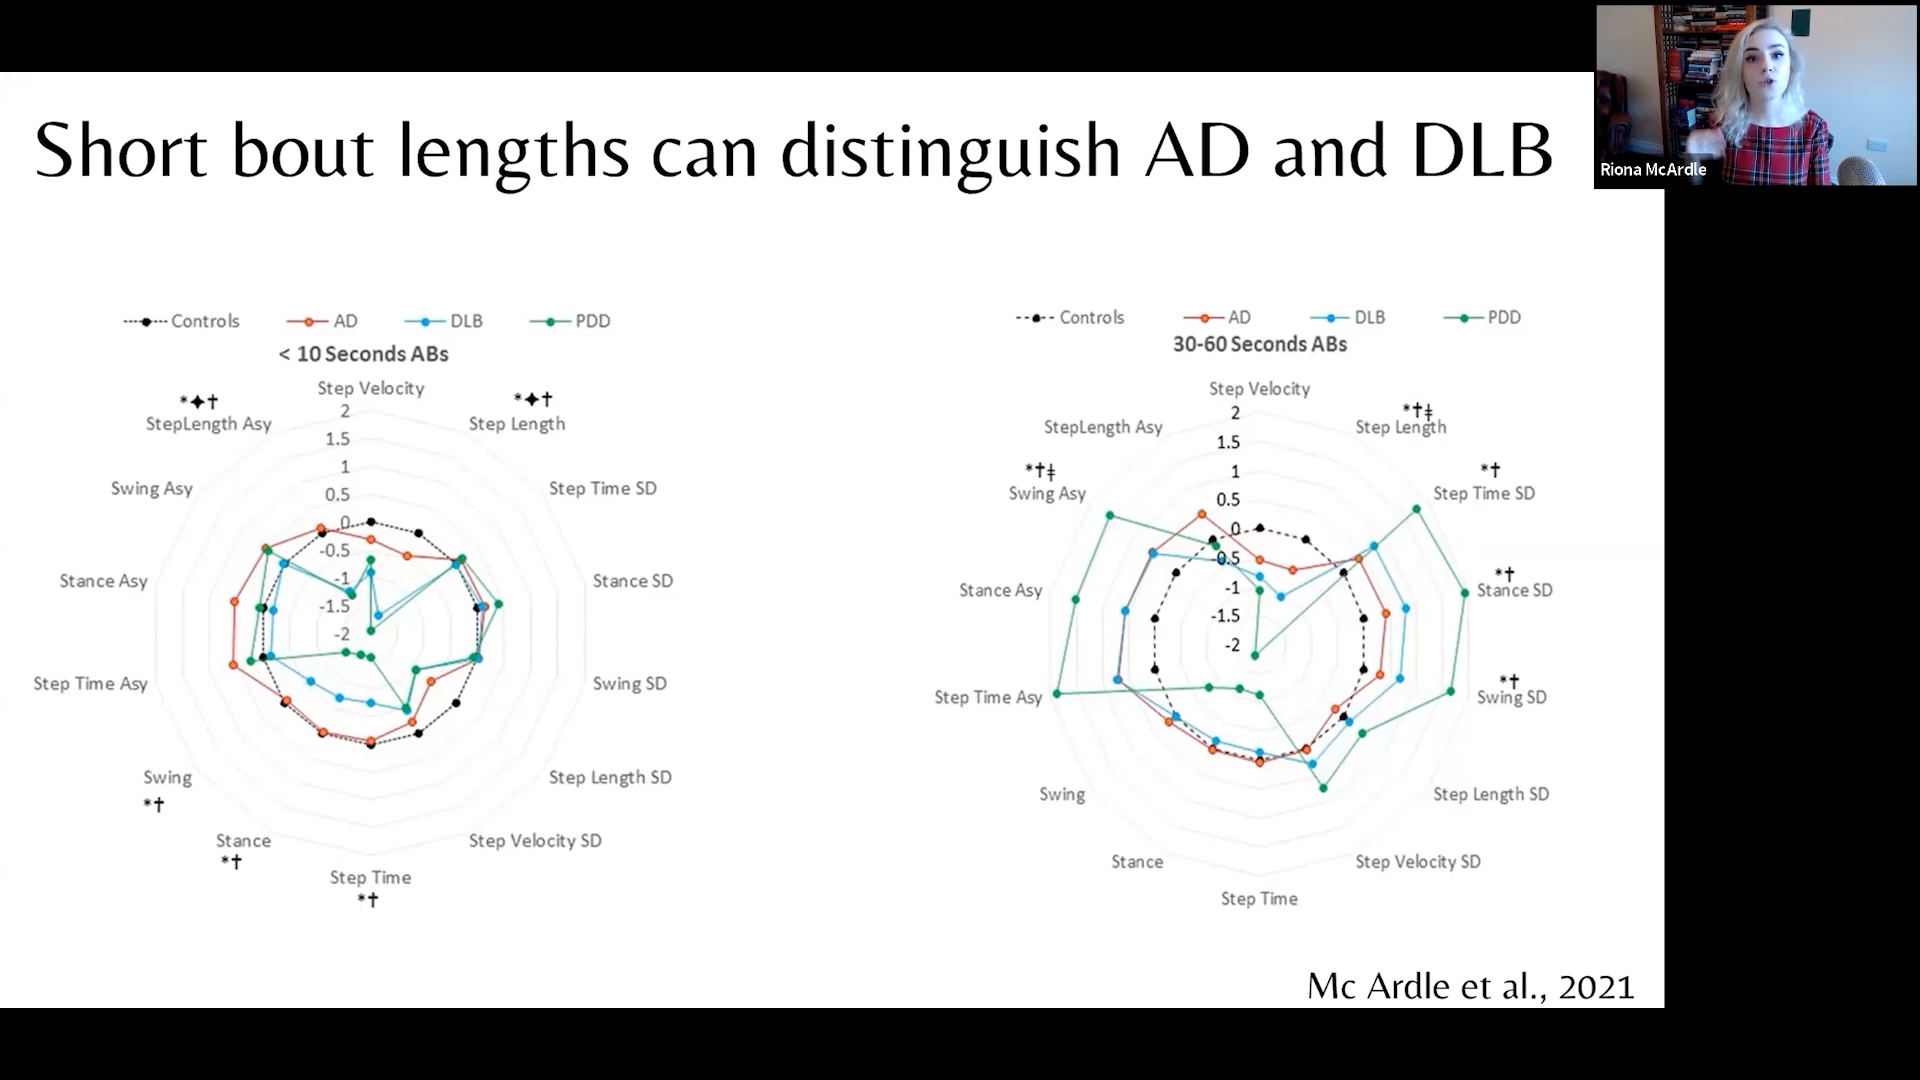 Short bout lengths can distinguish AD and DLB
Riona McArdle
Controls AD DLB PDD
< 10 Seconds ABs
Step Velocity
*✦†
StepLength Asy
*✦†
Step Length
Swing Asy
Step Time SD
Stance Asy
Stance SD
Step Time Asy
Swing SD
Swing
*†
Step Length SD
Stance
*†
Step Velocity SD
Step Time
*†
2
1.5
1
0.5
0
-0.5
-1
-1.5
-2
Controls AD DLB PDD
30-60 Seconds ABs
Step Velocity
StepLength Asy
*†‡
Step Length
*†‡
Swing Asy
*†
Step Time SD
Stance Asy
*†
Stance SD
Step Time Asy
*†
Swing SD
Swing
Step Length SD
Stance
Step Velocity SD
Step Time
2
1.5
1
0.5
0
-0.5
-1
-1.5
-2
Mc Ardle et al., 2021